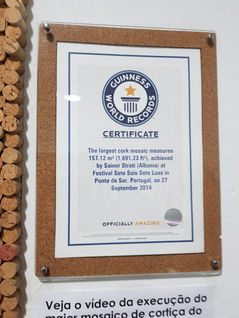 GUINNESS
WORLD RECORDS
CERTIFICATE
The largest cork mosaic measures
157.12 m² (1,691.23 ft²), achieved
by Saimir Strati (Albania) at
Festival Sete Sois Sete Luas in
Ponte de Sor, Portugal, on 27
September 2014
OFFICIALLY AMAZING
Veja o vídeo da execução do
maior mosaico de cortiça do